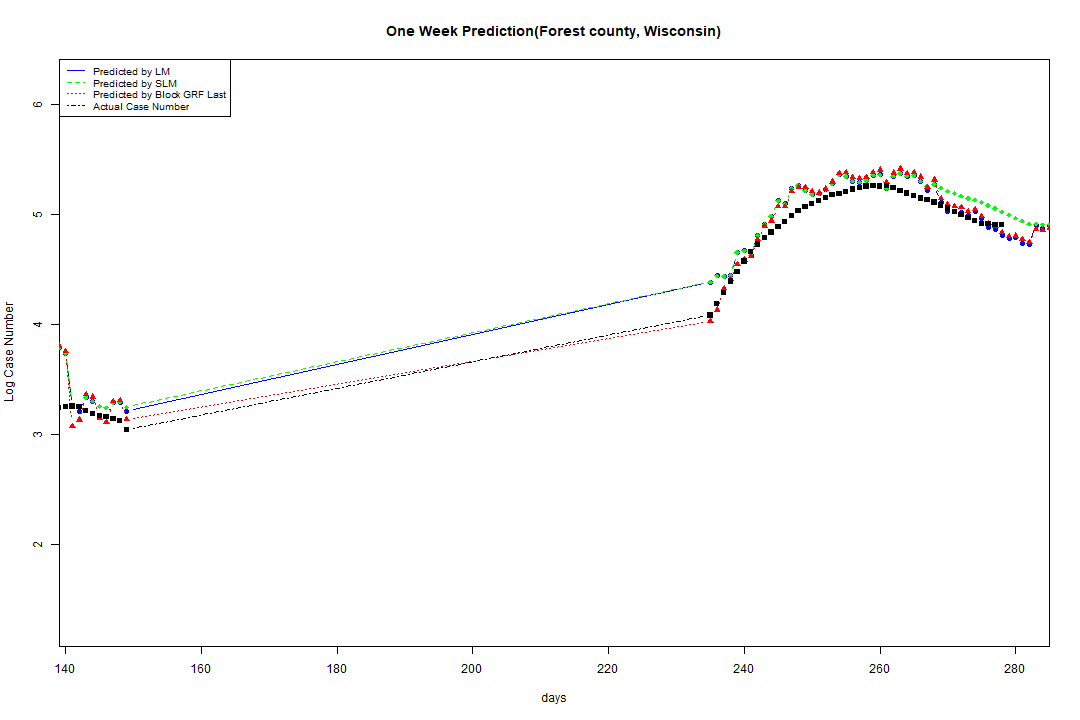 One Week Prediction(Forest county, Wisconsin)
Predicted by LM
Predicted by SLM
Predicted by Block GRF Last
Actual Case Number
6
5
4
3
2
Log Case Number
140 160 180 200 220 240 260 280
days